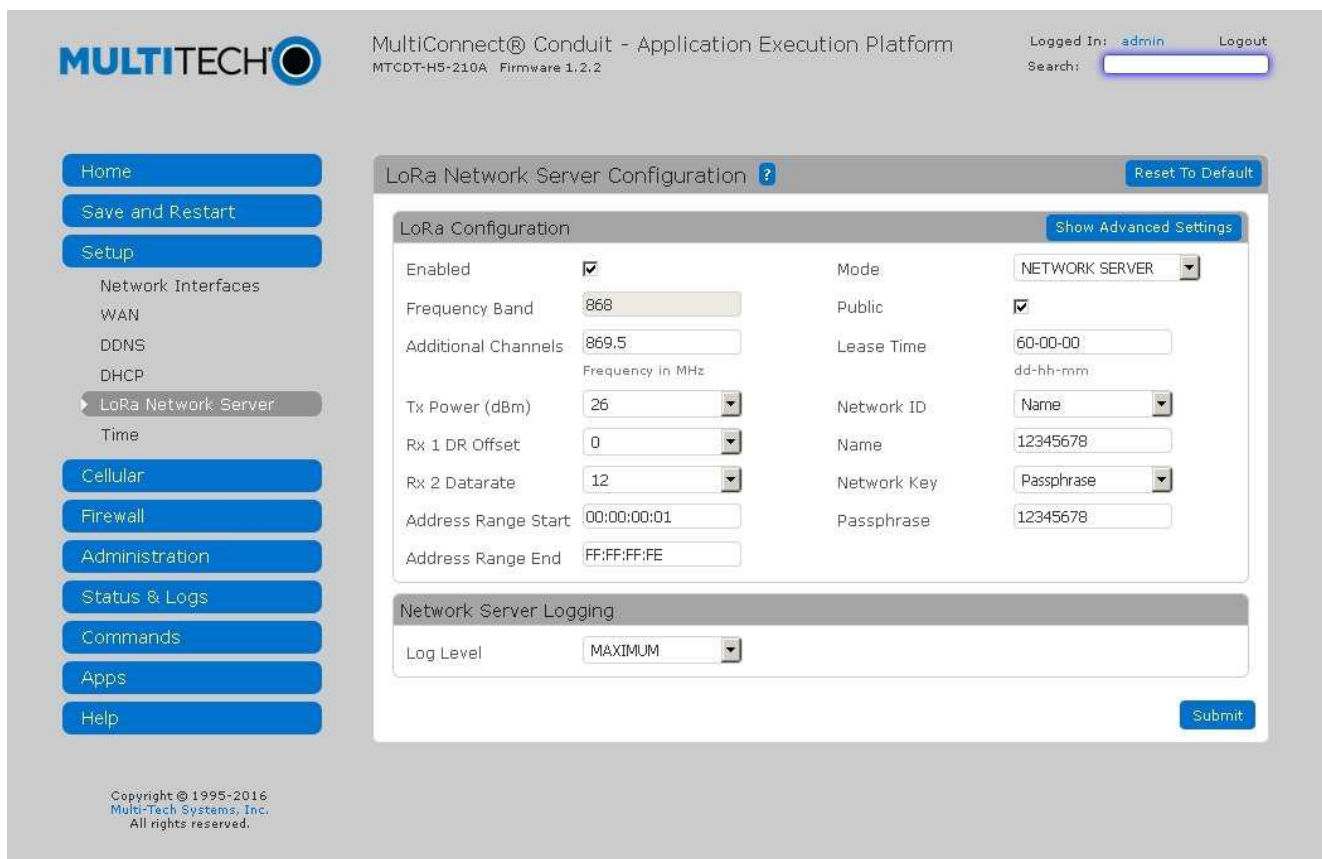 MULTITECH
MultiConnect® Conduit - Application Execution Platform
MTCDT-H5-210A Firmware 1.2.2
Logged In: admin Logout
Search:
Home
Save and Restart
Setup
Network Interfaces
WAN
DDNS
DHCP
LoRa Network Server
Time
Cellular
Firewall
Administration
Status & Logs
Commands
Apps
Help
Copyright © 1995-2016
Multi-Tech Systems, Inc.
All rights reserved.
LoRa Network Server Configuration ? Reset To Default
LoRa Configuration Show Advanced Settings
Enabled Mode NETWORK SERVER
Frequency Band 868 Public
Additional Channels 869.5 Lease Time 60-00-00
Frequency in MHz dd-hh-mm
Tx Power (dBm) 26 Network ID Name
Rx 1 DR Offset 0 Name 12345678
Rx 2 Datarate 12 Network Key Passphrase
Address Range Start 00:00:00:01 Passphrase 12345678
Address Range End FF:FF:FF:FE
Network Server Logging
Log Level MAXIMUM
Submit